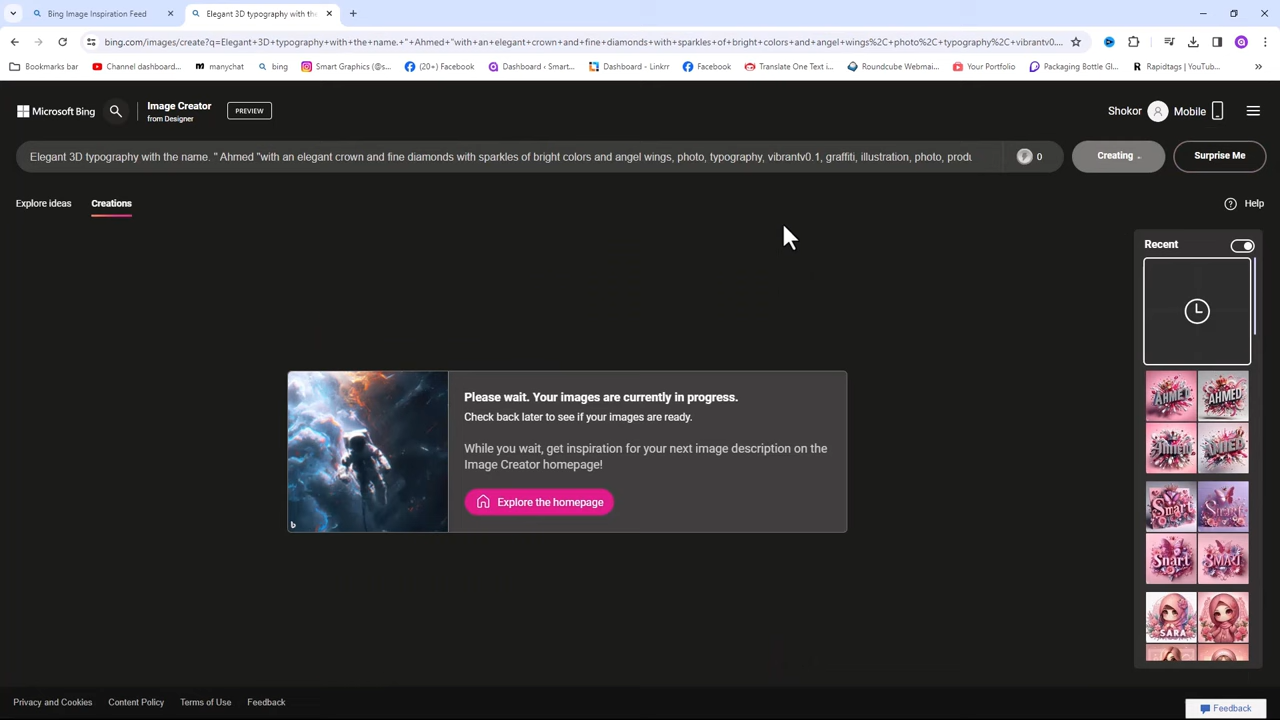 Bing Image Inspiration Feed
Elegant 3D typography with the
bing.com/images/create?q=Elegant+3D+typography+with+the+name.+"+Ahmed+"with+an+elegant+crown+and+fine+diamonds+with+sparkles+of+bright+colors+and+angel+wings%2C+photo%2C+typography%2C+vibrantv0....
Bookmarks bar
Channel dashboard...
manychat
bing
Smart Graphics (@s...
(20+) Facebook
Dashboard ‹ Smart...
Dashboard - Linkrr
Facebook
Translate One Text i...
Roundcube Webmai...
Your Portfolio
Packaging Bottle Gl...
Rapidtags | YouTub...
Microsoft Bing
Image Creator
from Designer
PREVIEW
Shokor
Mobile
Elegant 3D typography with the name. " Ahmed "with an elegant crown and fine diamonds with sparkles of bright colors and angel wings, photo, typography, vibrantv0.1, graffiti, illustration, photo, produ
0
Creating
Surprise Me
Explore ideas
Creations
Help
Recent
Please wait. Your images are currently in progress.
Check back later to see if your images are ready.
While you wait, get inspiration for your next image description on the
Image Creator homepage!
Explore the homepage
AHMED
AHMED
Smart
Smart
Snart
SMART
SARA
Privacy and Cookies
Content Policy
Terms of Use
Feedback
Feedback